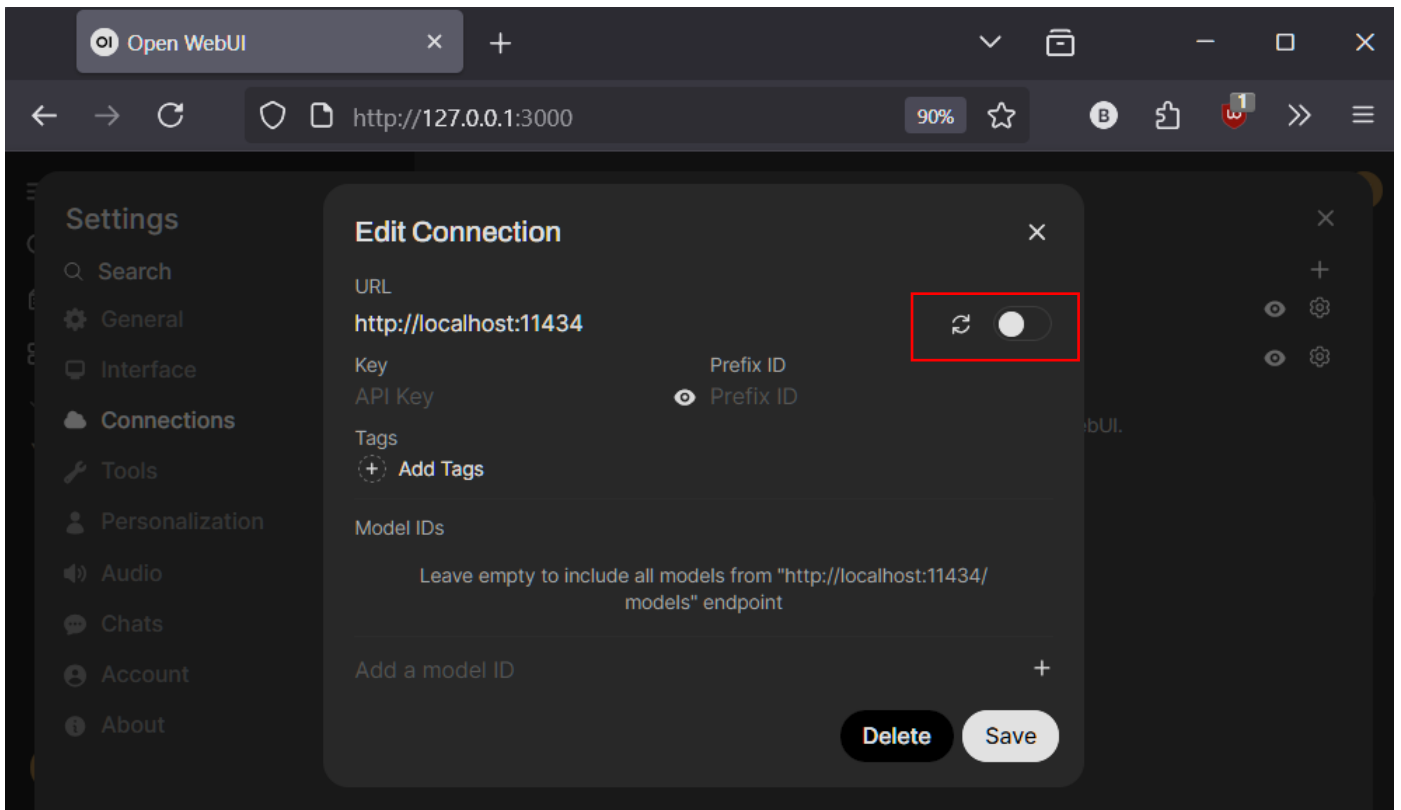 OI Open WebUI
http://127.0.0.1:3000
90%
B
1
Settings
Edit Connection
Search
URL
General
http://localhost:11434
Interface
Key
Prefix ID
API Key
Prefix ID
Connections
ebUI.
Tags
Tools
Add Tags
Personalization
Model IDs
Audio
Leave empty to include all models from "http://localhost:11434/
models" endpoint
Chats
Account
Add a model ID
About
Delete
Save